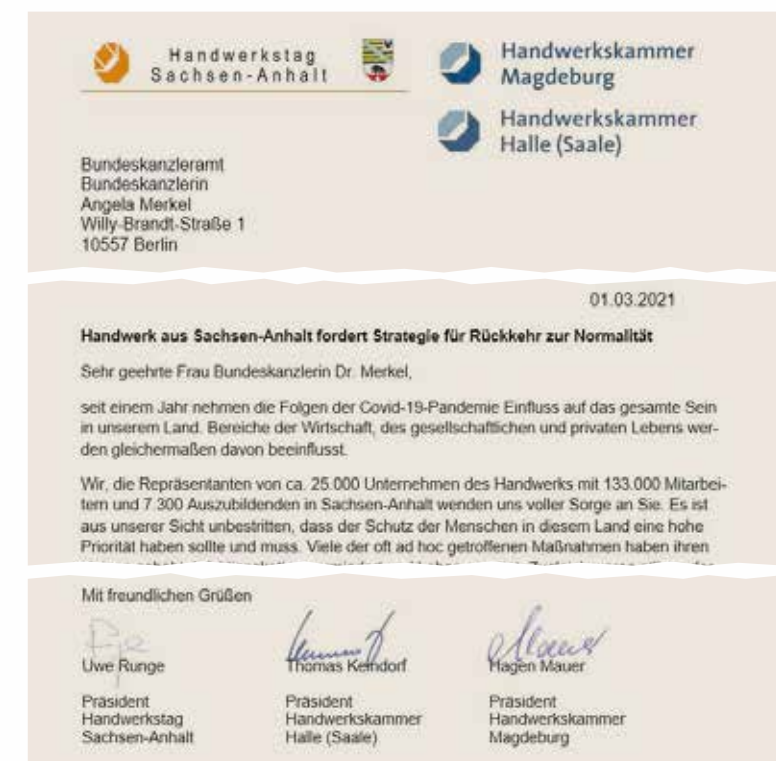 Handwerkstag
Sachsen-Anhalt
Handwerkskammer
Magdeburg
Handwerkskammer
Halle (Saale)
Bundeskanzleramt
Bundeskanzlerin
Angela Merkel
Willy-Brandt-Straße 1
10557 Berlin
01.03.2021
Handwerk aus Sachsen-Anhalt fordert Strategie für Rückkehr zur Normalität
Sehr geehrte Frau Bundeskanzlerin Dr. Merkel,
seit einem Jahr nehmen die Folgen der Covid-19-Pandemie Einfluss auf das gesamte Sein
in unserem Land. Bereiche der Wirtschaft, des gesellschaftlichen und privaten Lebens wer-
den gleichermaßen davon beeinflusst.
Wir, die Repräsentanten von ca. 25.000 Unternehmen des Handwerks mit 133.000 Mitarbei-
tern und 7.300 Auszubildenden in Sachsen-Anhalt wenden uns voller Sorge an Sie. Es ist
aus unserer Sicht unbestritten, dass der Schutz der Menschen in diesem Land eine hohe
Priorität haben sollte und muss. Viele der oft ad hoc getroffenen Maßnahmen haben ihren
Mit freundlichen Grüßen
Uwe Runge
Thomas Keindorf
Hagen Mauer
Präsident
Handwerkstag
Sachsen-Anhalt
Präsident
Handwerkskammer
Halle (Saale)
Präsident
Handwerkskammer
Magdeburg